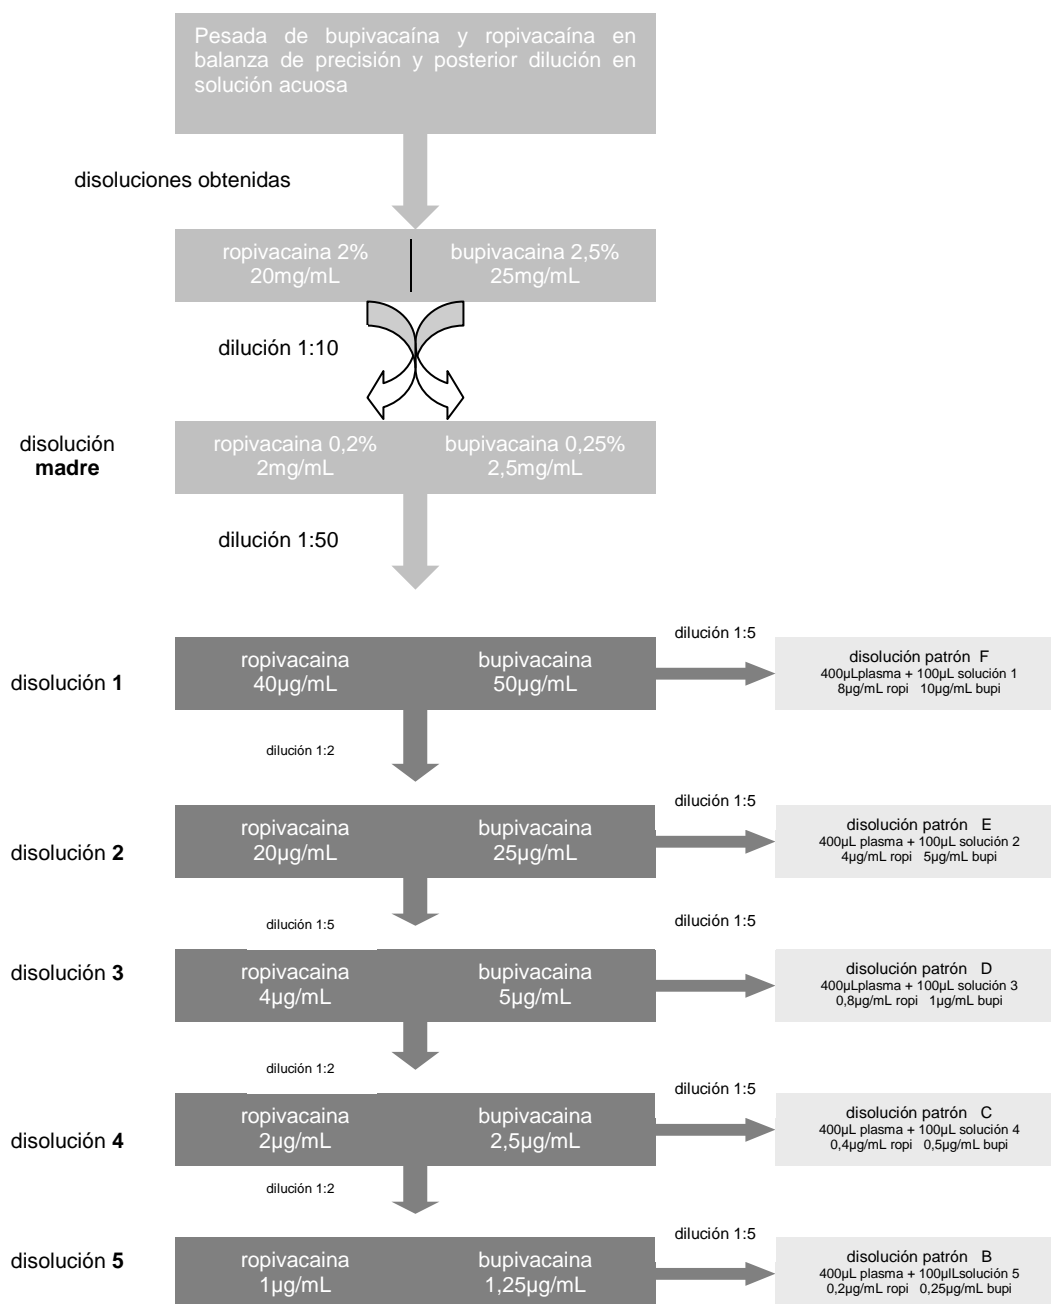 Pesada de bupivacaína y ropivacaína en
balanza de precisión y posterior dilución en
solución acuosa
disoluciones obtenidas
ropivacaina 2%
20mg/mL
bupivacaina 2,5%
25mg/mL
dilución 1:10
disolución
madre
ropivacaina 0,2%
2mg/mL
bupivacaina 0,25%
2,5mg/mL
dilución 1:50
disolución 1
ropivacaina
40µg/mL
bupivacaina
50µg/mL
dilución 1:5
disolución patrón F
400µLplasma + 100µL solución 1
8µg/mL ropi 10µg/mL bupi
dilución 1:2
disolución 2
ropivacaina
20µg/mL
bupivacaina
25µg/mL
dilución 1:5
disolución patrón E
400µL plasma + 100µL solución 2
4µg/mL ropi 5µg/mL bupi
dilución 1:5
disolución 3
ropivacaina
4µg/mL
bupivacaina
5µg/mL
dilución 1:5
disolución patrón D
400µLplasma + 100µL solución 3
0,8µg/mL ropi 1µg/mL bupi
dilución 1:2
disolución 4
ropivacaina
2µg/mL
bupivacaina
2,5µg/mL
dilución 1:5
disolución patrón C
400µL plasma + 100µL solución 4
0,4µg/mL ropi 0,5µg/mL bupi
dilución 1:2
disolución 5
ropivacaina
1µg/mL
bupivacaina
1,25µg/mL
dilución 1:5
disolución patrón B
400µL plasma + 100µlLsolución 5
0,2µg/mL ropi 0,25µg/mL bupi